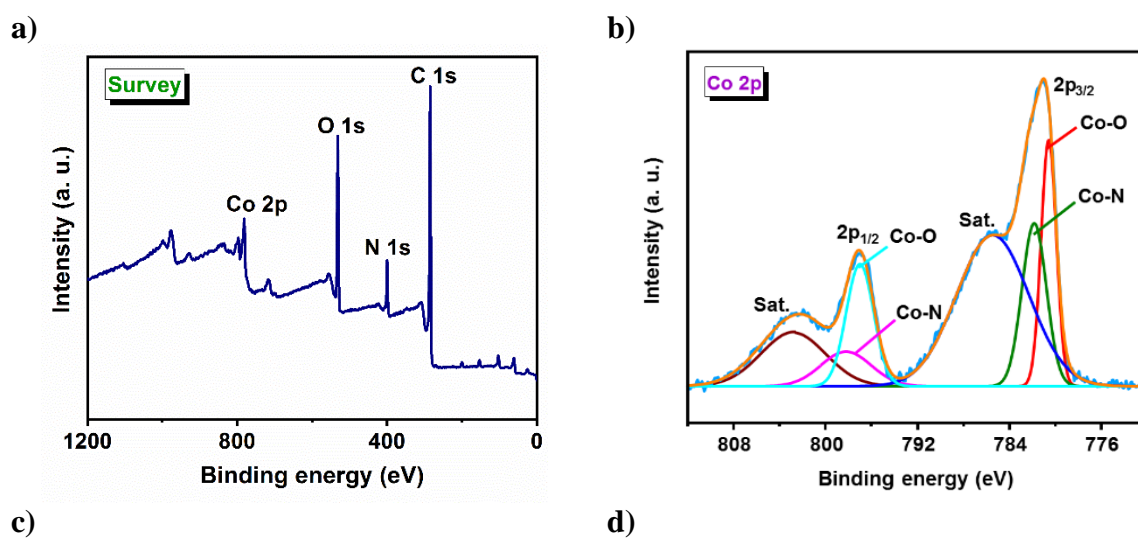 a)
Survey
C 1s
O 1s
Co 2p
N 1s
Intensity (a. u.)
1200
800
400
0
Binding energy (eV)
b)
Co 2p
2p3/2
Co-O
Co-N
Sat.
2p1/2
Co-O
Sat.
Co-N
Intensity (a. u.)
808
800
792
784
776
Binding energy (eV)
c)
d)